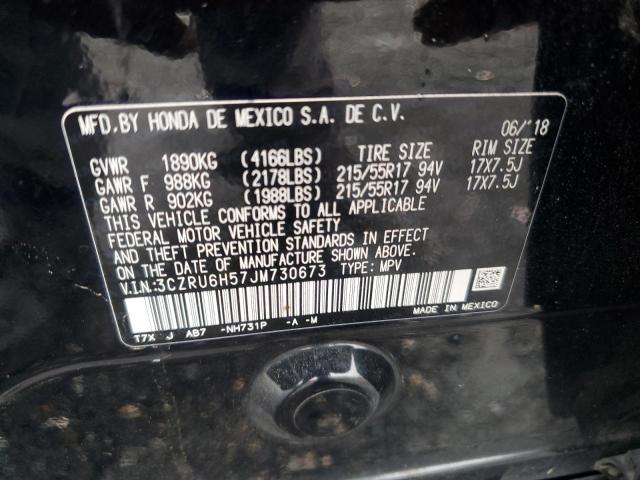 MFD.BY HONDA DE MEXICO S.A. DE C.V. 06/'18
GVWR 1890KG (4166LBS) TIRE SIZE RIM SIZE
GAWR F 988KG (2178LBS) 215/55R17 94V 17X7.5J
GAWR R 902KG (1988LBS) 215/55R17 94V 17X7.5J
THIS VEHICLE CONFORMS TO ALL APPLICABLE
FEDERAL MOTOR VEHICLE SAFETY
AND THEFT PREVENTION STANDARDS IN EFFECT
ON THE DATE OF MANUFACTURE SHOWN ABOVE.
V.I.N.:3CZRU6H57JM730673 TYPE: MPV
MADE IN MEXICO
T7X J AB7 -NH731P -A -M